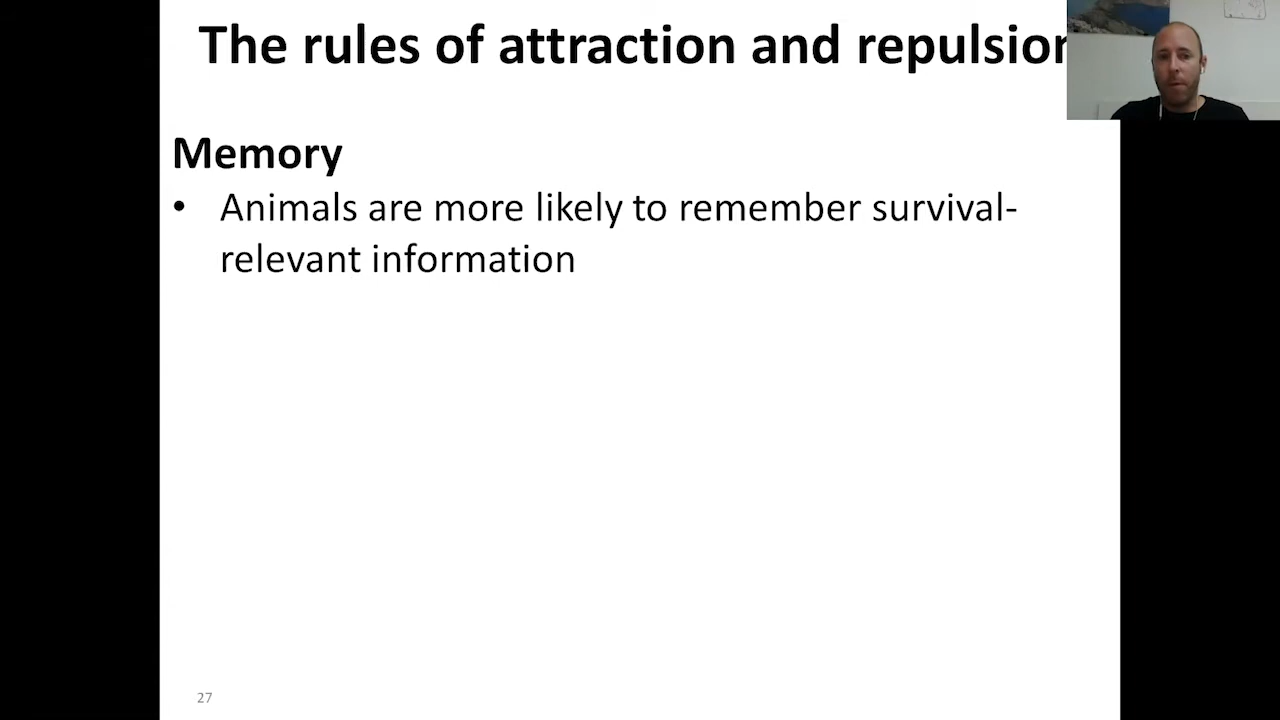 The rules of attraction and repulsion
Memory
• Animals are more likely to remember survival-
relevant information
27